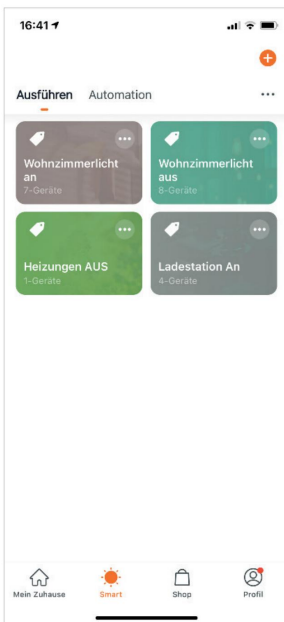 16:41
Ausführen Automation
Wohnzimmerlicht an
7-Geräte
Wohnzimmerlicht aus
8-Geräte
Heizungen AUS
1-Geräte
Ladestation An
4-Geräte
Mein Zuhause Smart Shop Profil